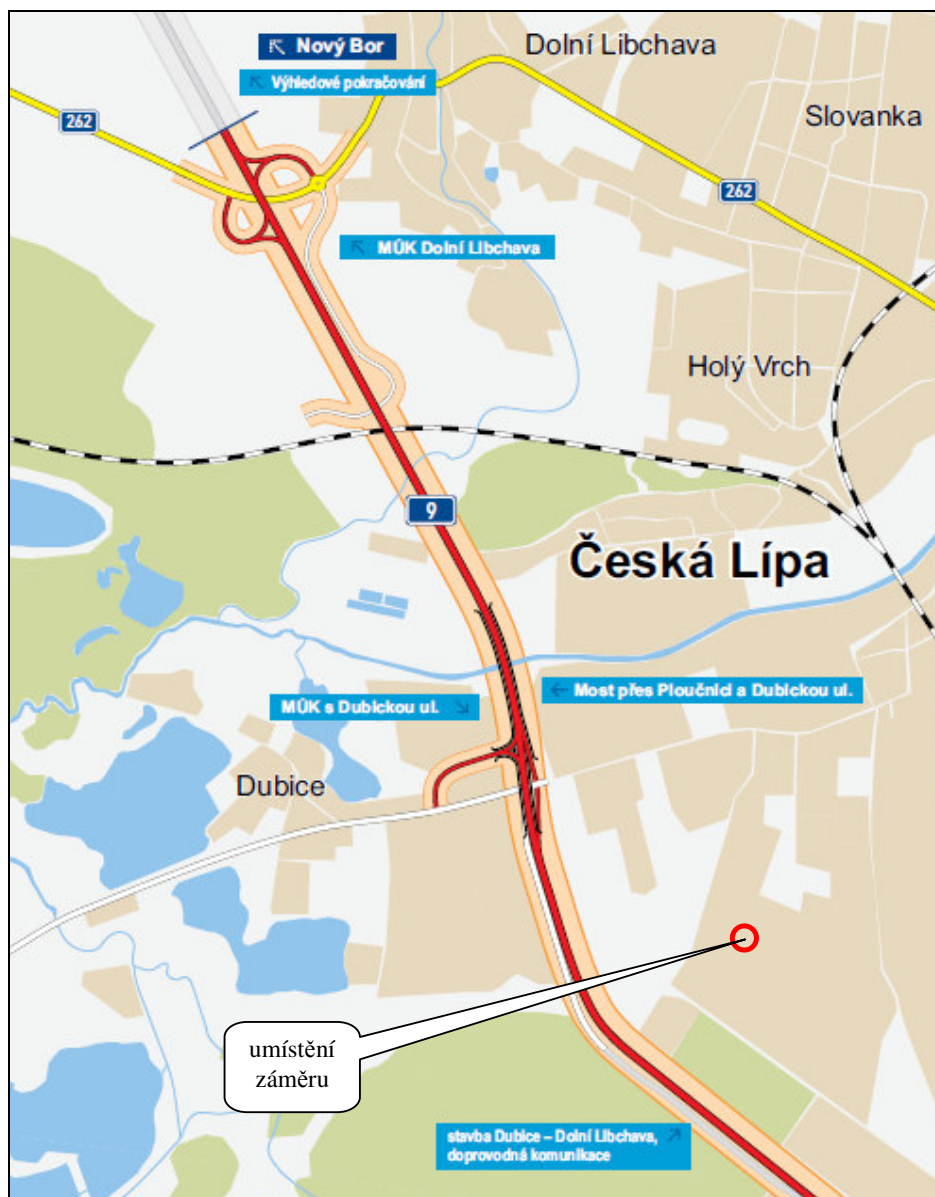 Nový Bor
Výhledové pokračování
Dolní Libchava
Slovanka
262
262
MÚK Dolní Libchava
Holý Vrch
9
Česká Lípa
Most přes Ploučnici a Dubickou ul.
MÚK s Dubickou ul.
Dubice
umístění
záměru
stavba Dubice – Dolní Libchava,
doprovodná komunikace